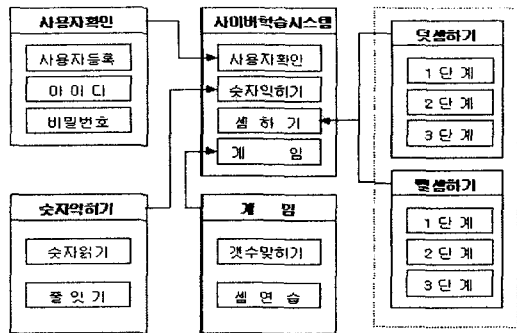 사용자확인
사용자등록
아 이 디
비밀번호
사이버학습시스템
사용자확인
숫자익히기
셈 하 기
게 임
덧셈하기
1 단 계
2 단 계
3 단 계
뺄셈하기
1 단 계
2 단 계
3 단 계
숫자익히기
숫자읽기
줄 잇 기
게 임
갯수맞히기
셈 연 습